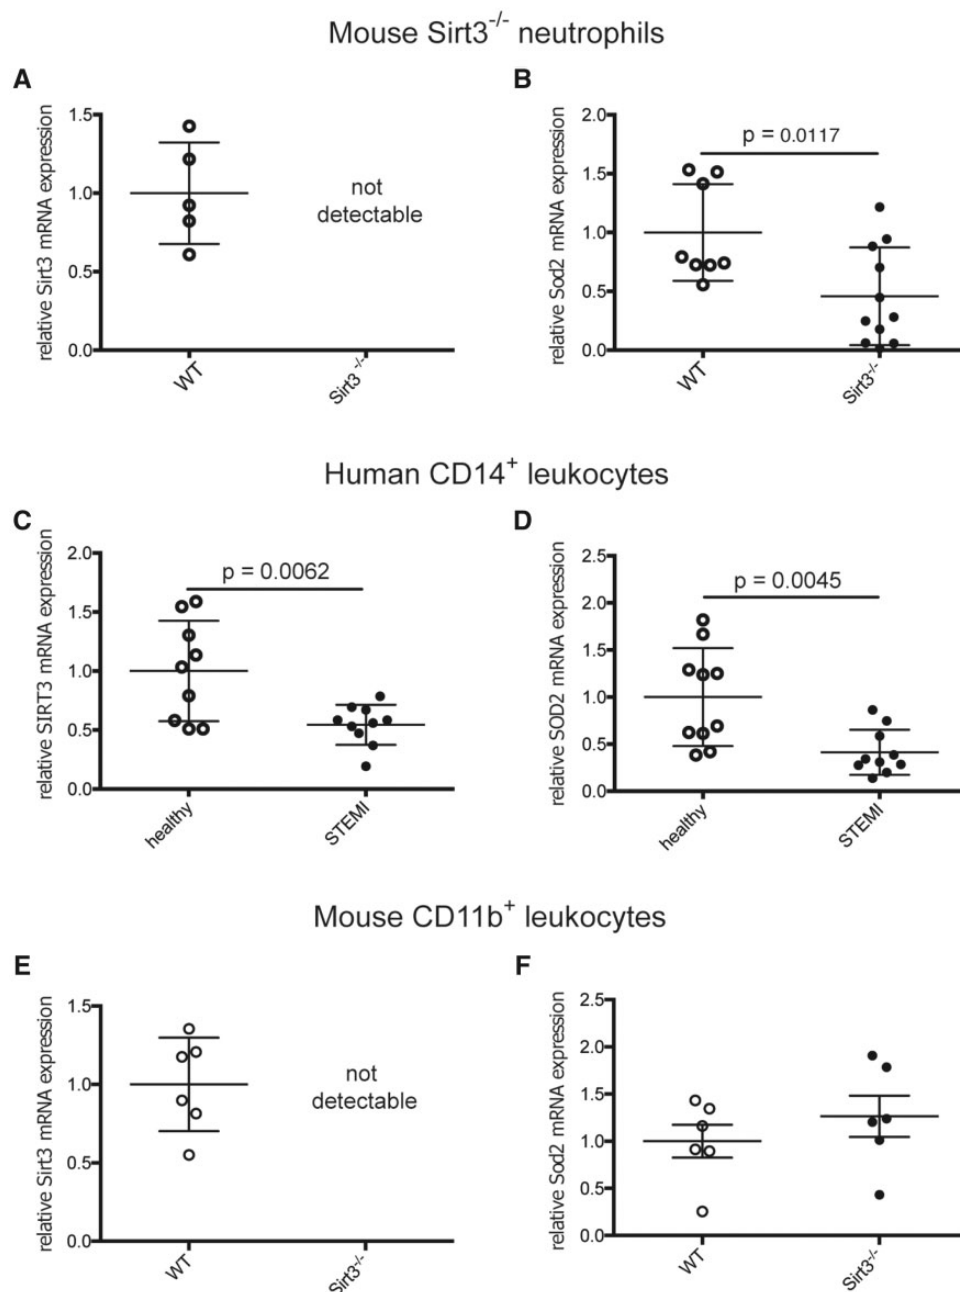 Mouse Sirt3-/- neutrophils
A
B
relative Sirt3 mRNA expression
1.5
1.0
0.5
0.0
not
detectable
WT
Sirt3-/-
relative Sod2 mRNA expression
2.0
1.5
1.0
0.5
0.0
p = 0.0117
WT
Sirt3-/-
Human CD14+ leukocytes
C
D
relative SIRT3 mRNA expression
2.0
1.5
1.0
0.5
0.0
p = 0.0062
healthy
STEMI
relative SOD2 mRNA expression
2.5
2.0
1.5
1.0
0.5
0.0
p = 0.0045
healthy
STEMI
Mouse CD11b+ leukocytes
E
F
relative Sirt3 mRNA expression
1.5
1.0
0.5
0.0
not
detectable
WT
Sirt3-/-
relative Sod2 mRNA expression
2.5
2.0
1.5
1.0
0.5
0.0
WT
Sirt3-/-